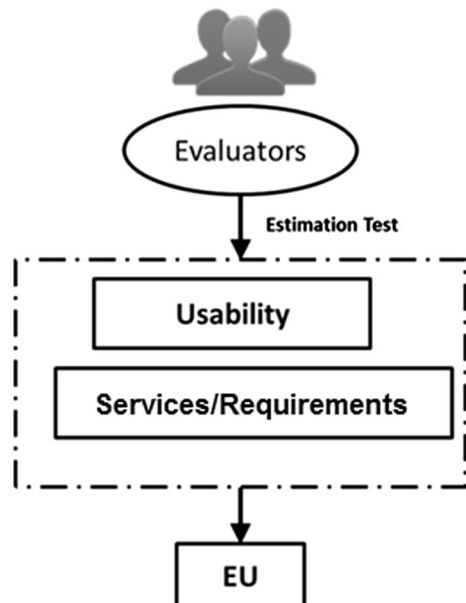 Evaluators
Estimation Test
Usability
Services/Requirements
EU